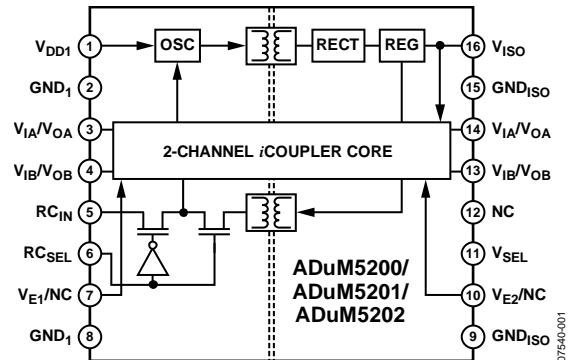 OSC
RECT
REG
VDD1 1
16 VISO
GND1 2
15 GNDISO
VIA/VOA 3
14 VIA/VOA
2-CHANNEL iCOUPLER CORE
VIB/VOB 4
13 VIB/VOB
RCIN 5
12 NC
RCSEL 6
11 VSEL
ADuM5200/
ADuM5201/
ADuM5202
VE1/NC 7
10 VE2/NC
GND1 8
9 GNDISO
07540-001